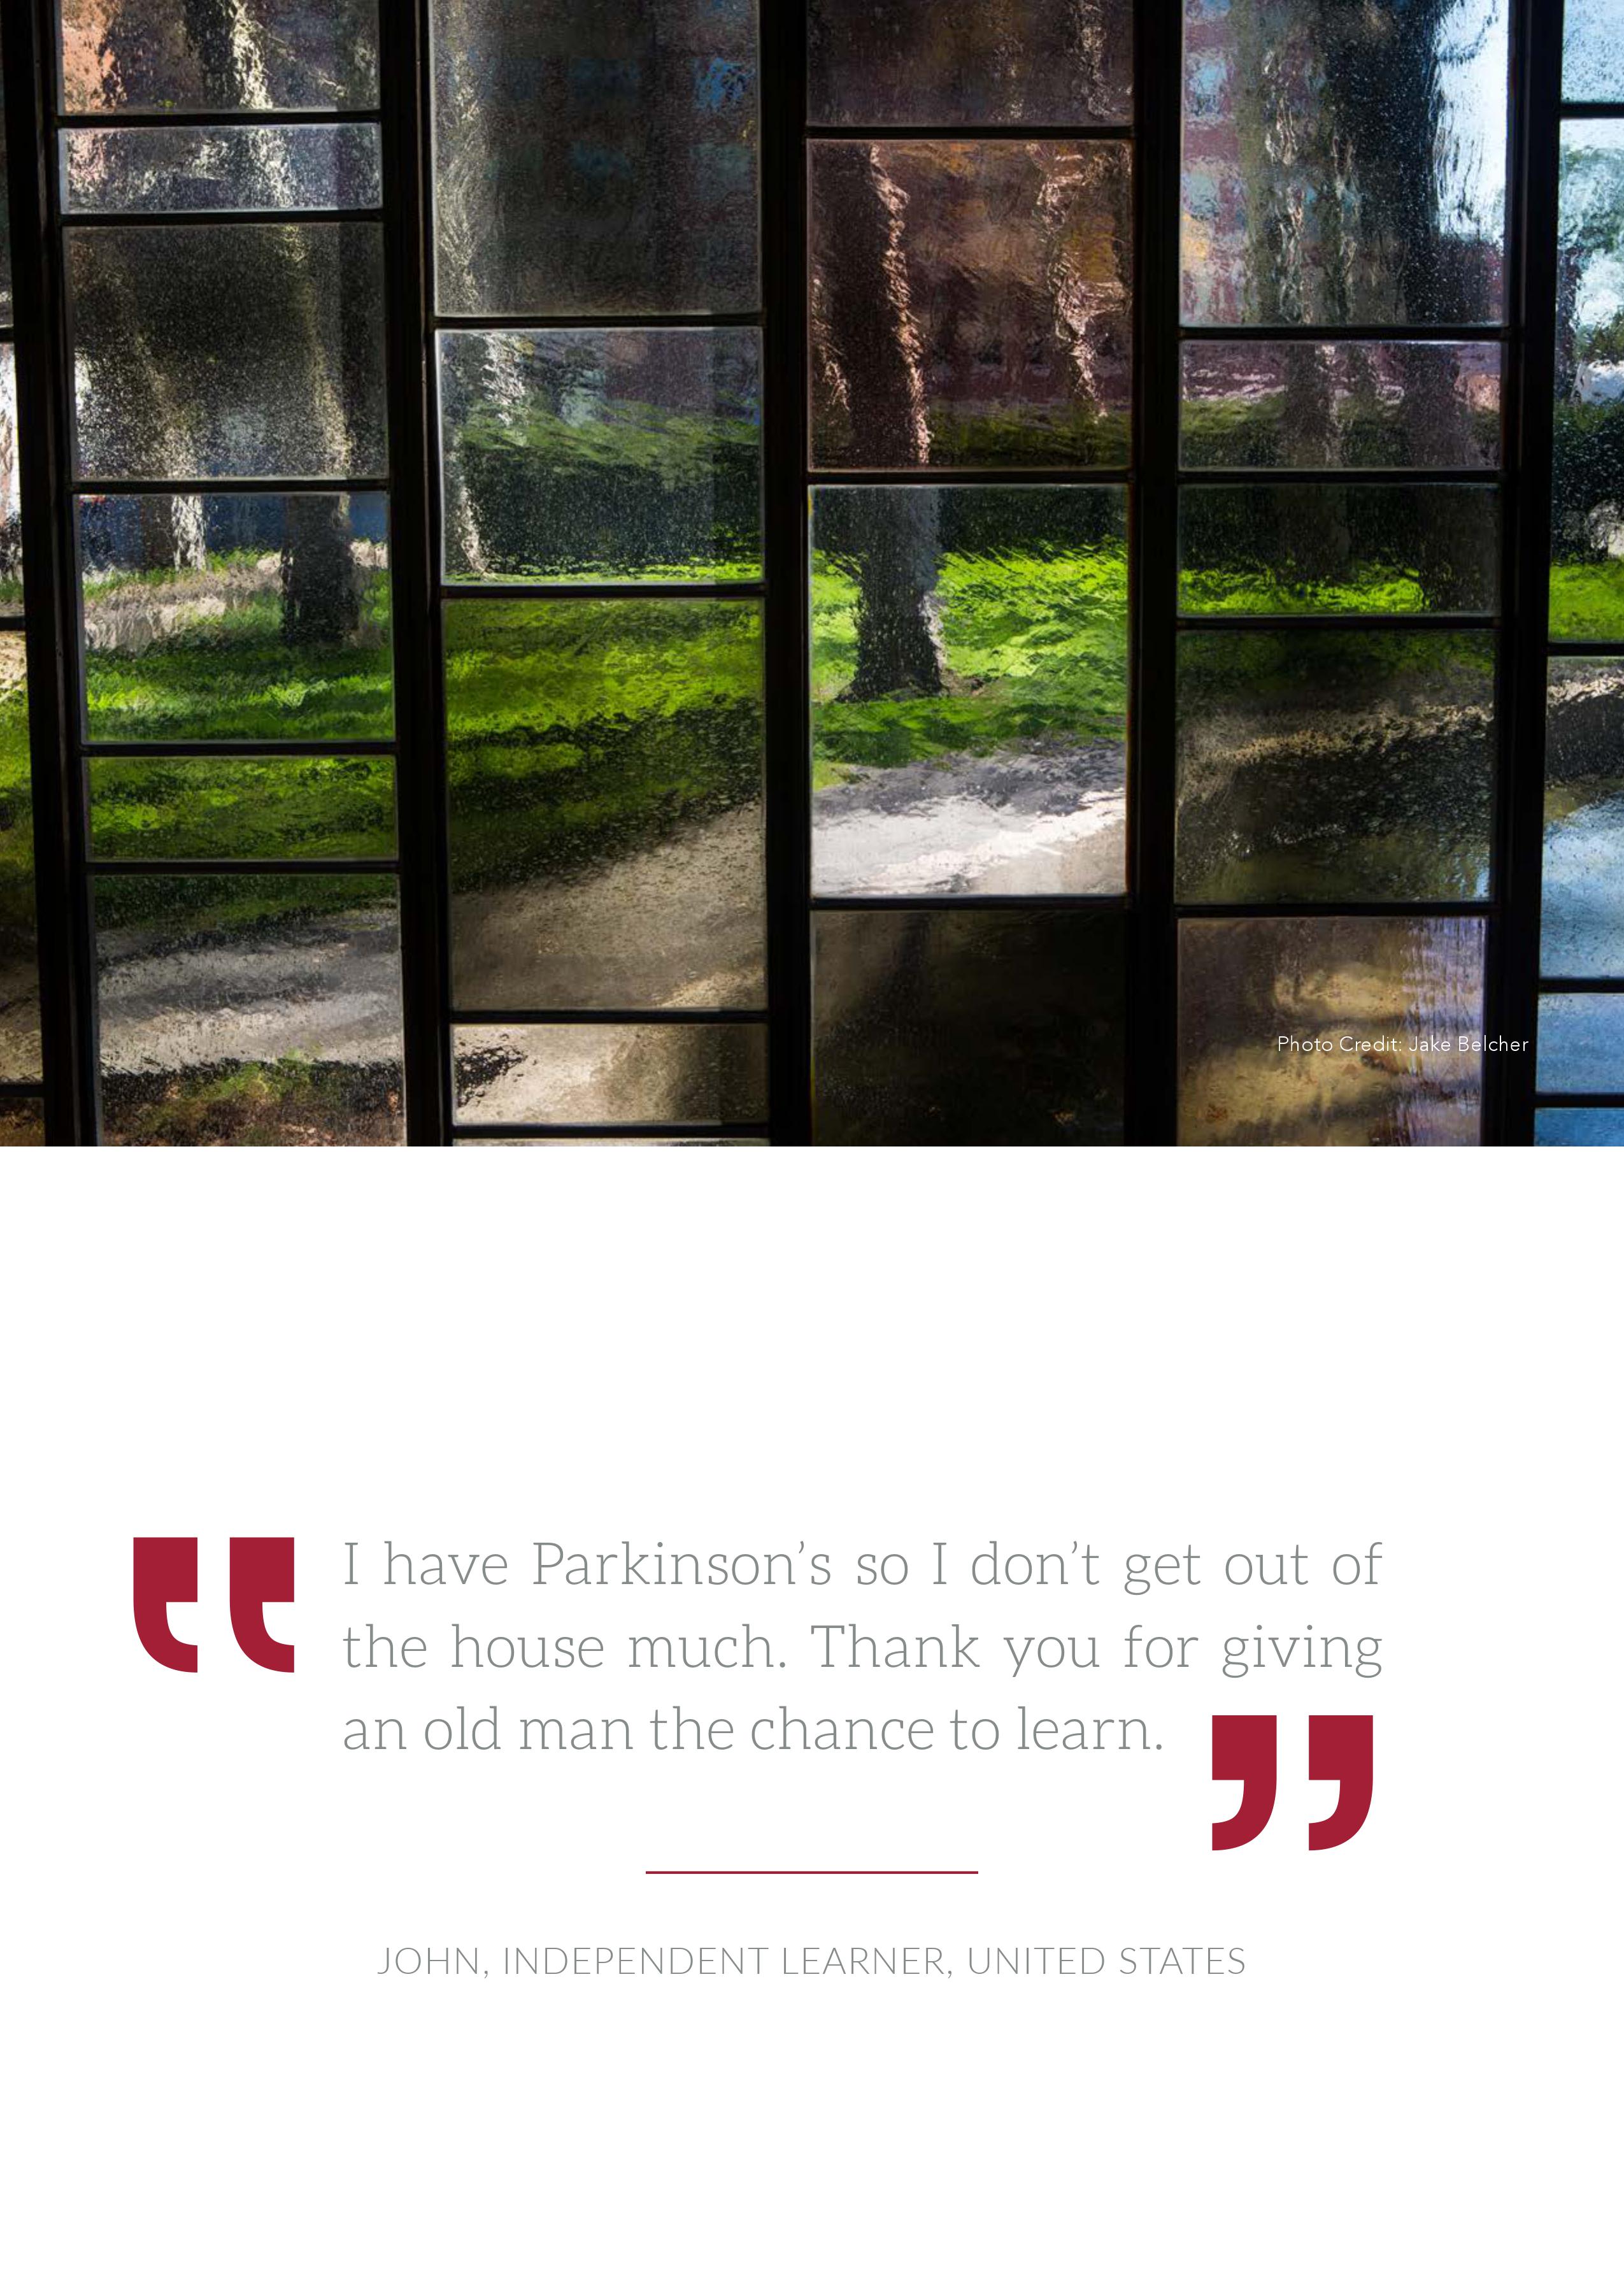 Photo Credit: Jake Belcher
“I have Parkinson’s so I don’t get out of
the house much. Thank you for giving
an old man the chance to learn.”
JOHN, INDEPENDENT LEARNER, UNITED STATES